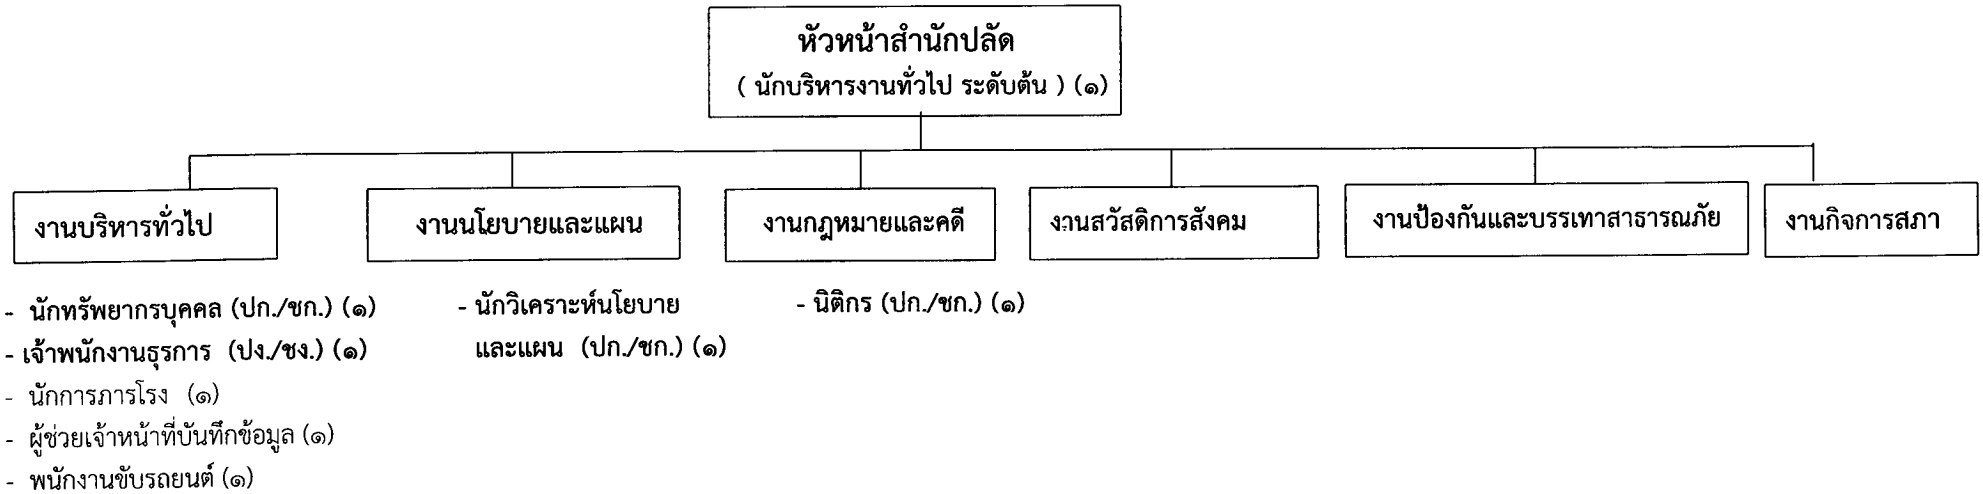 หัวหน้าสำนักปลัด
( นักบริหารงานทั่วไป ระดับต้น ) (๑)
งานบริหารทั่วไป
งานนโยบายและแผน
งานกฎหมายและคดี
งานสวัสดิการสังคม
งานป้องกันและบรรเทาสาธารณภัย
งานกิจการสภา
- นักทรัพยากรบุคคล (ปก./ชก.) (๑)
- เจ้าพนักงานธุรการ (ปง./ชง.) (๑)
- นักการภารโรง (๑)
- ผู้ช่วยเจ้าหน้าที่บันทึกข้อมูล (๑)
- พนักงานขับรถยนต์ (๑)
- นักวิเคราะห์นโยบาย
และแผน (ปก./ชก.) (๑)
- นิติกร (ปก./ชก.) (๑)